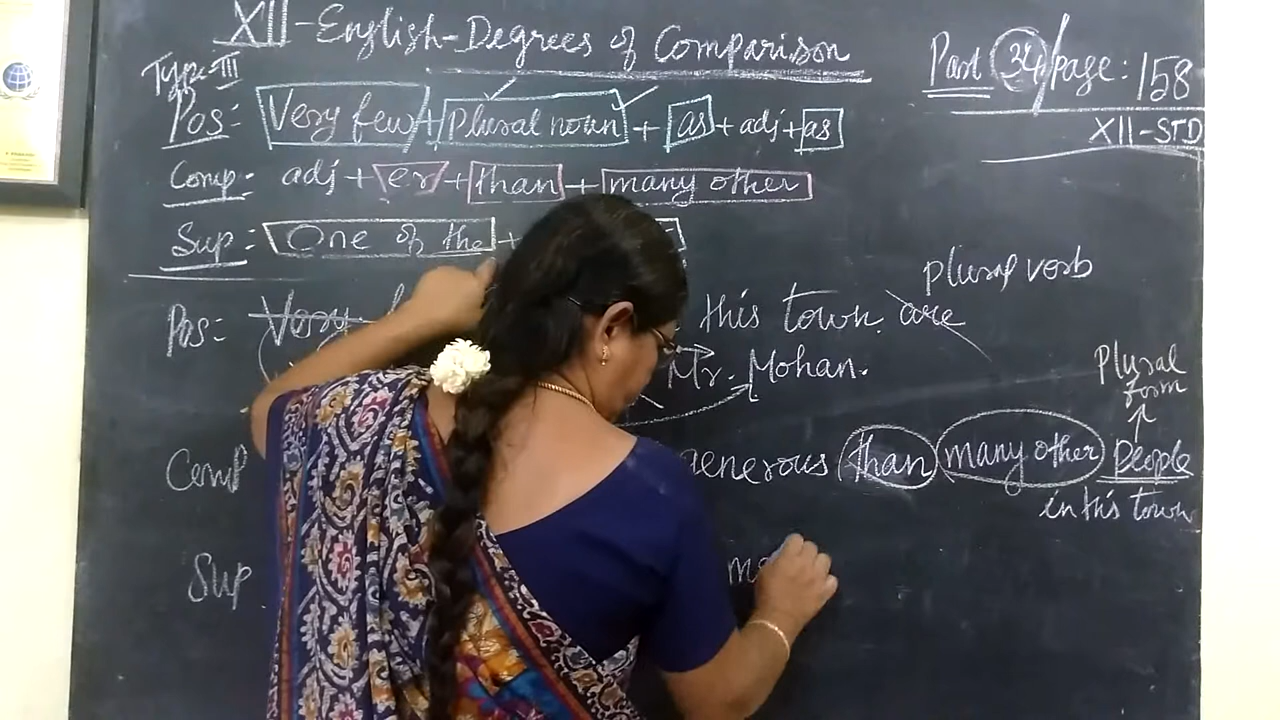 XII-English-Degrees of Comparison
Part 34/page: 158
XII-STD
Type-III
Pos: Very few + Plural noun + as + adj + as
Comp: adj + er + than + many other
Sup: One of the +
plural verb
Pos: Very this town are
Mr. Mohan.
Plural
form
Comp generous than many other people
in this town
Sup mo